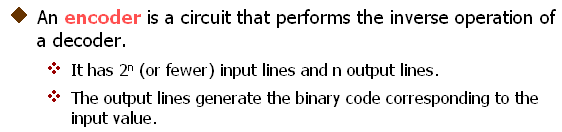 An encoder is a circuit that performs the inverse operation of
a decoder.
It has 2ⁿ (or fewer) input lines and n output lines.
The output lines generate the binary code corresponding to the
input value.